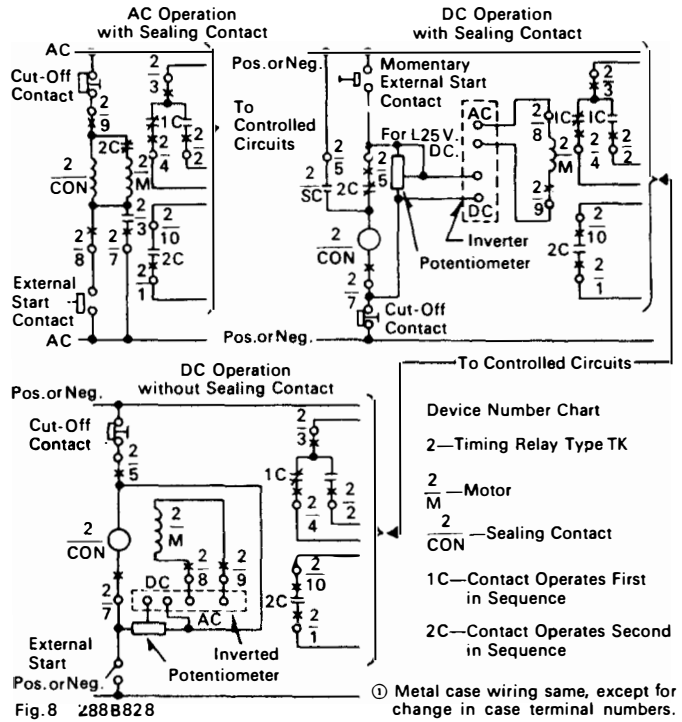 AC Operation
with Sealing Contact
AC
Cut-Off
Contact
2/9
2/3
1C
2/4
2/2
To
Controlled
Circuits
2C
2/CON
2/M
2/3
2/10
2C
2/8
2/7
2/1
External
Start
Contact
AC
DC Operation
with Sealing Contact
Pos.orNeg.
Momentary
External Start
Contact
2/3
AC
2/8
1C
1C
For L25 V.
DC.
2/5
2/5
2/M
2/4
2/2
2/SC
2C
2/9
DC
2/10
Inverter
2/CON
Potentiometer
2C
2/7
2/1
Cut-Off
Contact
Pos.orNeg.
DC Operation
without Sealing Contact
To Controlled Circuits
Pos.orNeg.
Cut-Off
Contact
2/3
2/5
1C
2/2
2/4
2/CON
2/M
2/8
2/9
2/10
DC
2C
2/7
AC
2/1
Inverted
External
Start
Potentiometer
Pos.orNeg.
Fig.8 288B828
Device Number Chart
2—Timing Relay Type TK
2/M—Motor
2/CON—Sealing Contact
1C—Contact Operates First
in Sequence
2C—Contact Operates Second
in Sequence
① Metal case wiring same, except for
change in case terminal numbers.